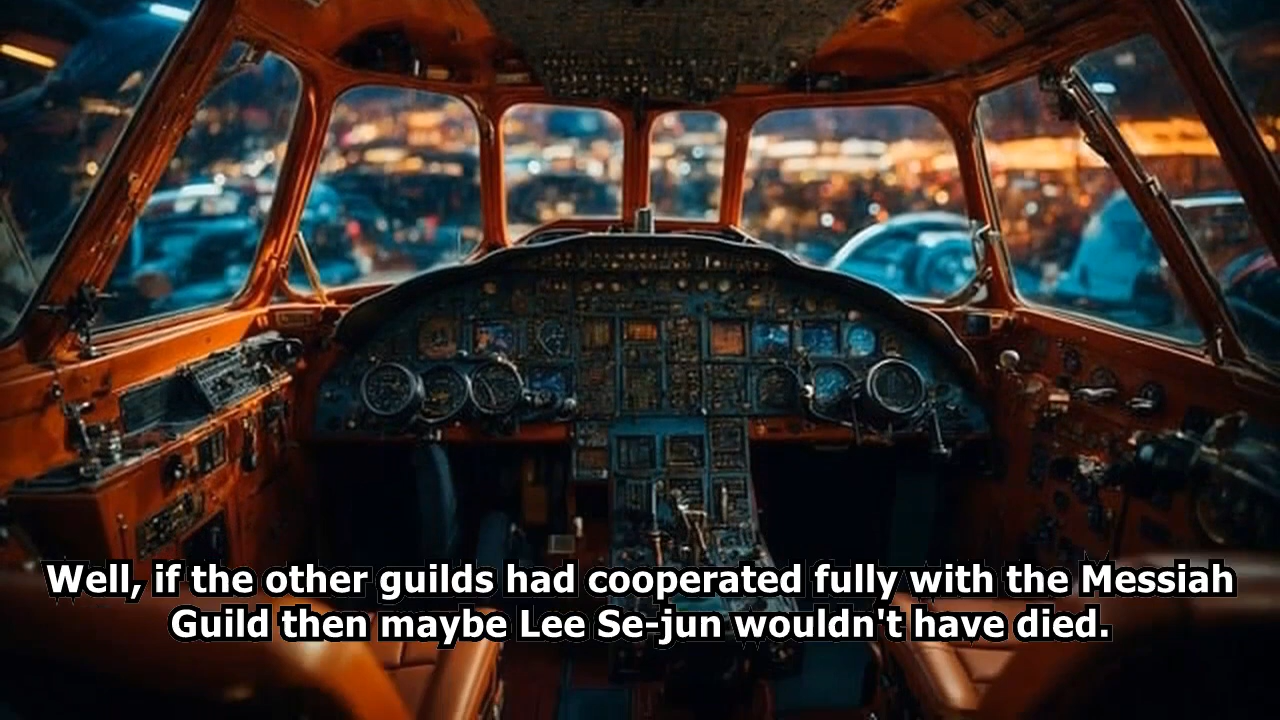 Well, if the other guilds had cooperated fully with the Messiah
Guild then maybe Lee Se-jun wouldn't have died.